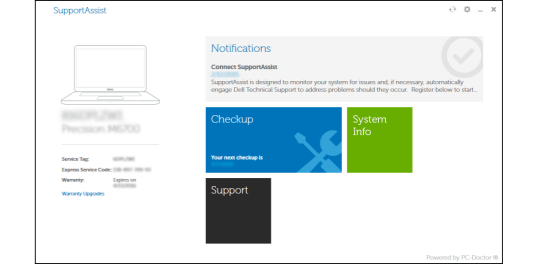 SupportAssist
Notifications
Connect SupportAssist
SupportAssist is designed to monitor your system for issues and, if necessary, automatically
engage Dell Technical Support to address problems should they occur. Register below to start...
Precision M6700
Checkup
System
Info
Your next checkup is
Service Tag:
Express Service Code:
Warranty: Expires on
Warranty Upgrades
Support
Powered by PC-Doctor ®